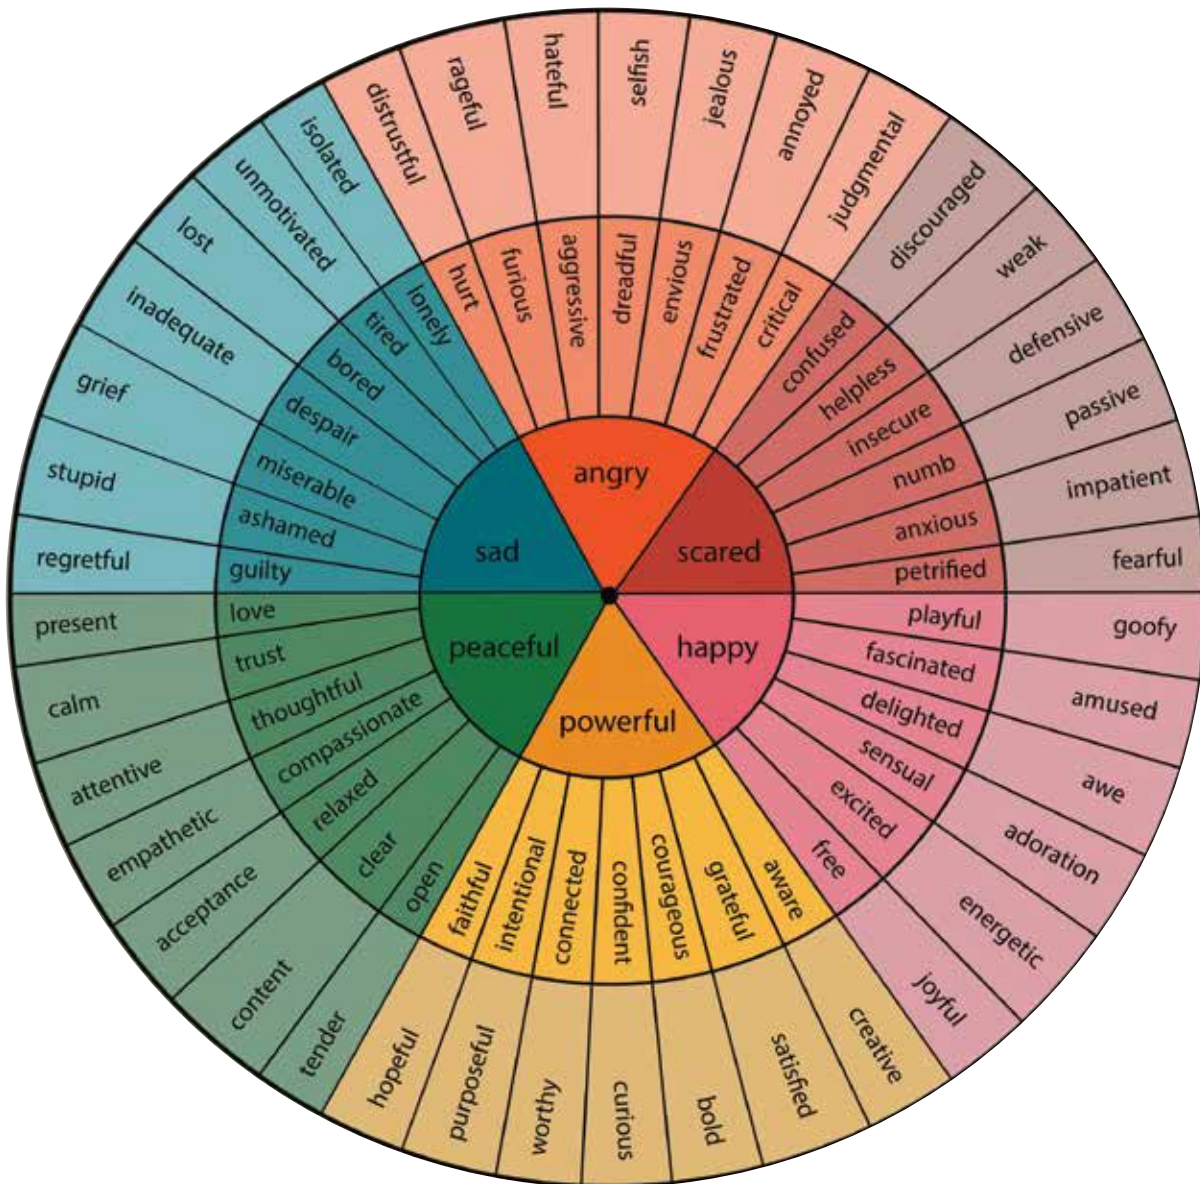 angry
scared
happy
powerful
peaceful
sad
hurt
furious
aggressive
dreadful
envious
frustrated
critical
confused
helpless
insecure
numb
anxious
petrified
playful
fascinated
delighted
sensual
excited
free
aware
grateful
courageous
confident
connected
intentional
faithful
open
clear
relaxed
compassionate
thoughtful
trust
love
guilty
ashamed
miserable
despair
bored
tired
lonely
distrustful
rageful
hateful
selfish
jealous
annoyed
judgmental
discouraged
weak
defensive
passive
impatient
fearful
goofy
amused
awe
adoration
energetic
joyful
creative
satisfied
bold
curious
worthy
purposeful
hopeful
tender
content
acceptance
empathetic
attentive
calm
present
regretful
stupid
grief
inadequate
lost
unmotivated
isolated